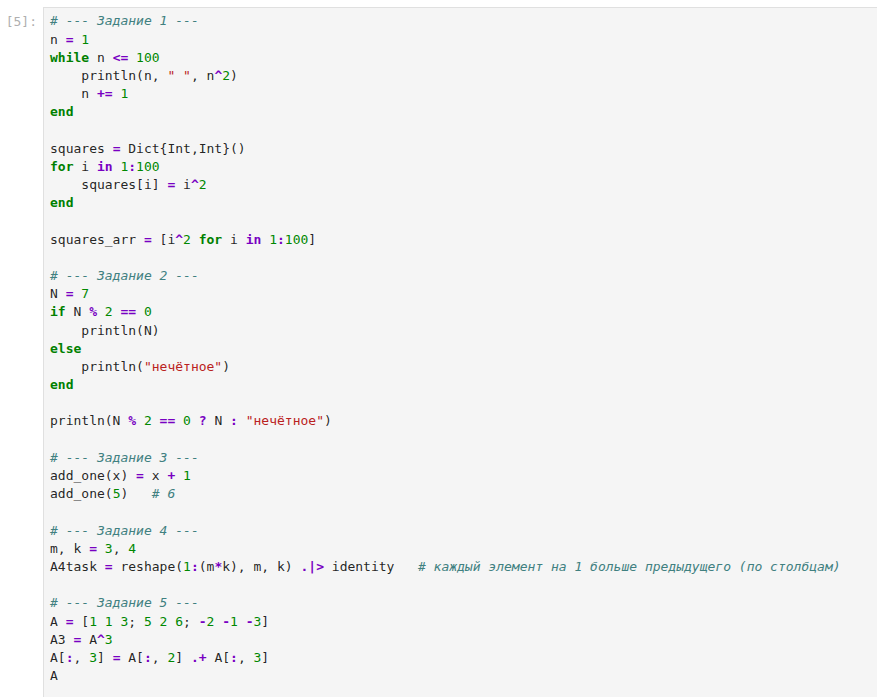 [5]:
# --- Задание 1 ---
n = 1
while n <= 100
    println(n, " ", n^2)
    n += 1
end

squares = Dict{Int,Int}()
for i in 1:100
    squares[i] = i^2
end

squares_arr = [i^2 for i in 1:100]

# --- Задание 2 ---
N = 7
if N % 2 == 0
    println(N)
else
    println("нечётное")
end

println(N % 2 == 0 ? N : "нечётное")

# --- Задание 3 ---
add_one(x) = x + 1
add_one(5)   # 6

# --- Задание 4 ---
m, k = 3, 4
A4task = reshape(1:(m*k), m, k) .|> identity   # каждый элемент на 1 больше предыдущего (по столбцам)

# --- Задание 5 ---
A = [1 1 3; 5 2 6; -2 -1 -3]
A3 = A^3
A[:, 3] = A[:, 2] .+ A[:, 3]
A